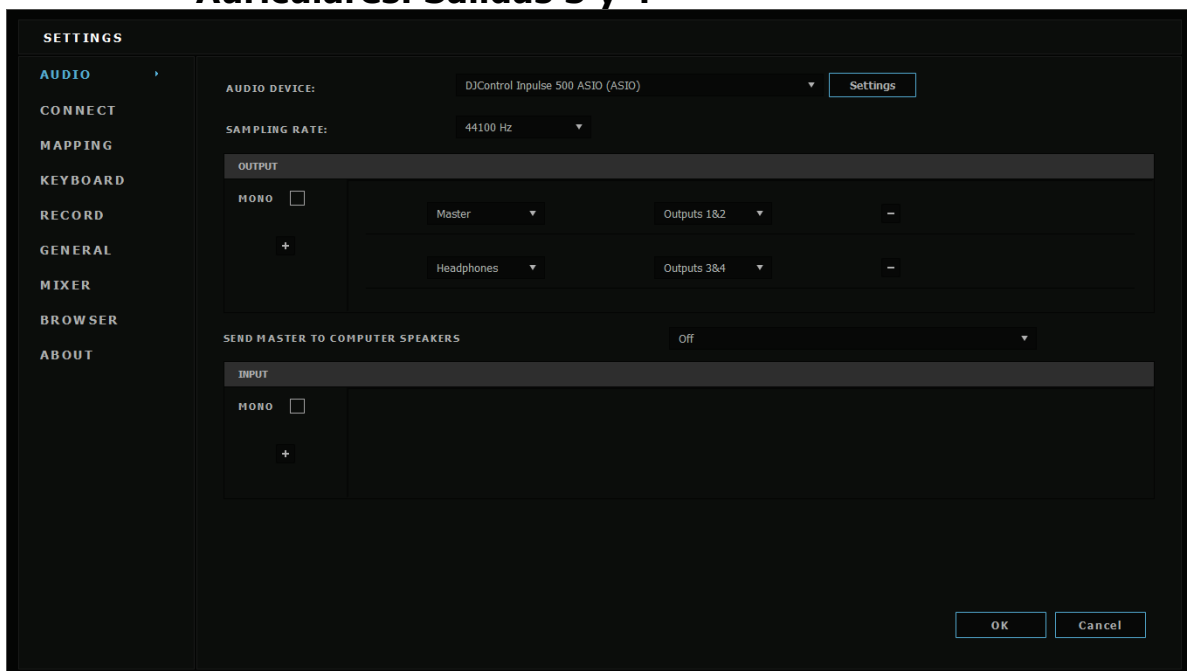 Auriculares: Salidas 3 y 4
SETTINGS
AUDIO
CONNECT
MAPPING
KEYBOARD
RECORD
GENERAL
MIXER
BROWSER
ABOUT
AUDIO DEVICE: DJControl Inpulse 500 ASIO (ASIO) Settings
SAMPLING RATE: 44100 Hz
OUTPUT
MONO
Master Outputs 1&2 -
+
Headphones Outputs 3&4 -
SEND MASTER TO COMPUTER SPEAKERS Off
INPUT
MONO
+
OK Cancel